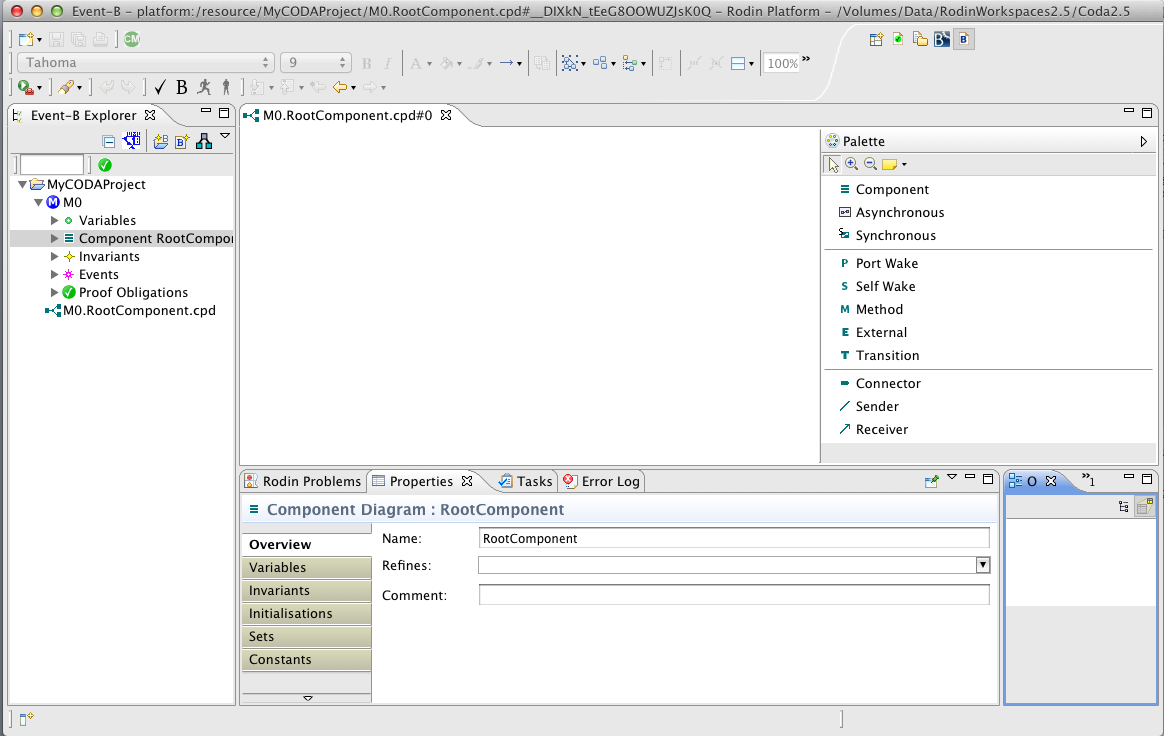 Event-B – platform:/resource/MyCODAProject/M0.RootComponent.cpd#__DIXkN_tEeG8OOWUZJsK0Q – Rodin Platform – /Volumes/Data/RodinWorkspaces2.5/Coda2.5
CM
Tahoma 9 B I A 100% »
B
Event-B Explorer
M0.RootComponent.cpd#0
Palette
MyCODAProject
M0
Variables
Component RootCompor
Invariants
Events
Proof Obligations
M0.RootComponent.cpd
Component
Asynchronous
Synchronous
P Port Wake
S Self Wake
M Method
E External
T Transition
Connector
Sender
Receiver
Rodin Problems
Properties
Tasks
Error Log
O
»1
Component Diagram : RootComponent
Overview
Variables
Invariants
Initialisations
Sets
Constants
Name: RootComponent
Refines:
Comment: